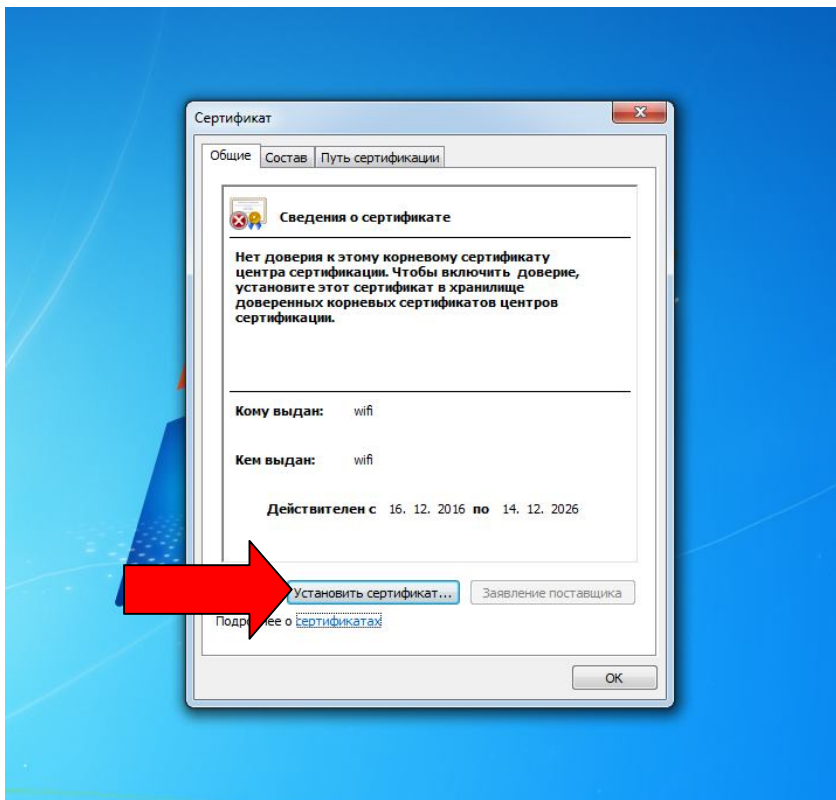 Сертификат
Общие Состав Путь сертификации
Сведения о сертификате
Нет доверия к этому корневому сертификату
центра сертификации. Чтобы включить доверие,
установите этот сертификат в хранилище
доверенных корневых сертификатов центров
сертификации.
Кому выдан: wifi
Кем выдан: wifi
Действителен с 16. 12. 2016 по 14. 12. 2026
Установить сертификат... Заявление поставщика
о сертификатах
OK